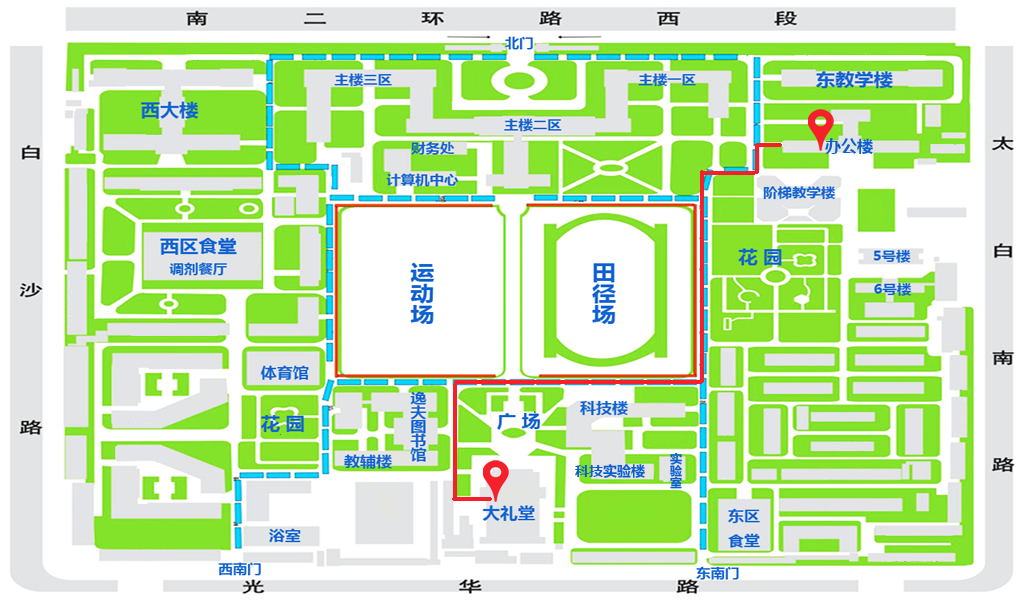 南二环路西段
北门
主楼三区
主楼一区
东教学楼
西大楼
主楼二区
办公楼
财务处
计算机中心
阶梯教学楼
白沙路
太白南路
西区食堂
调剂餐厅
运动场
田径场
花园
5号楼
6号楼
体育馆
花园
逸夫图书馆
广场
科技楼
教辅楼
科技实验楼
实验室
大礼堂
东区
食堂
浴室
西南门
东南门
光华路